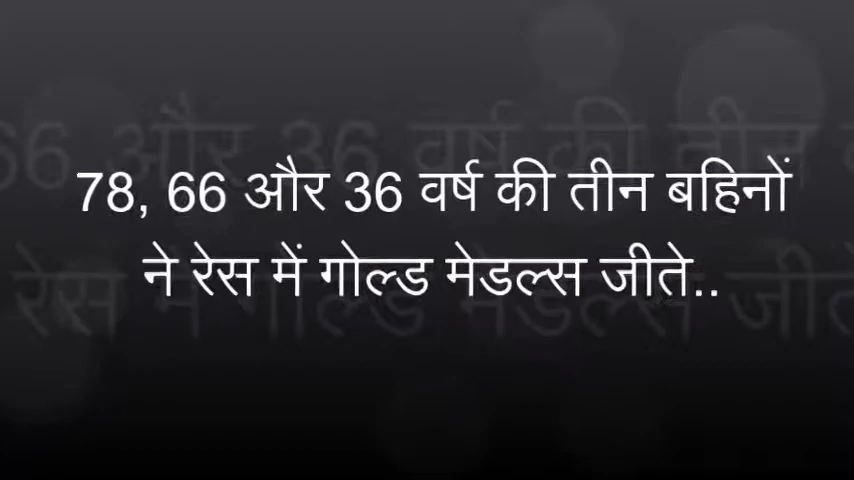 78, 66 और 36 वर्ष की तीन बहिनों
ने रेस में गोल्ड मेडल्स जीते..